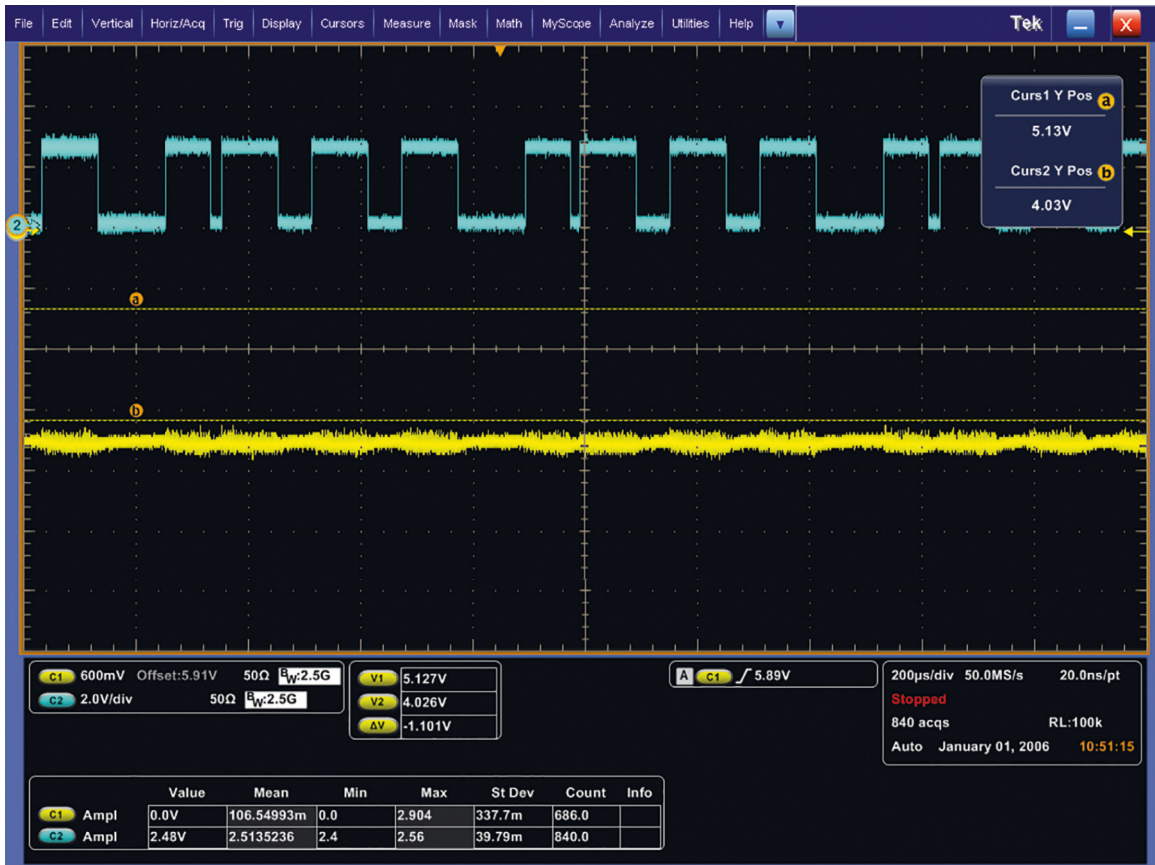 File Edit Vertical Horiz/Acq Trig Display Cursors Measure Mask Math MyScope Analyze Utilities Help Tek X
Curs1 Y Pos a
5.13V
Curs2 Y Pos b
4.03V
2
a
b
C1 600mV Offset:5.91V 50Ω BW:2.5G
C2 2.0V/div 50Ω BW:2.5G
V1 5.127V
V2 4.026V
ΔV -1.101V
A C1 5.89V
200µs/div 50.0MS/s 20.0ns/pt
Stopped
840 acqs RL:100k
Auto January 01, 2006 10:51:15
Value Mean Min Max St Dev Count Info
C1 Ampl 0.0V 106.54993m 0.0 2.904 337.7m 686.0
C2 Ampl 2.48V 2.5135236 2.4 2.56 39.79m 840.0